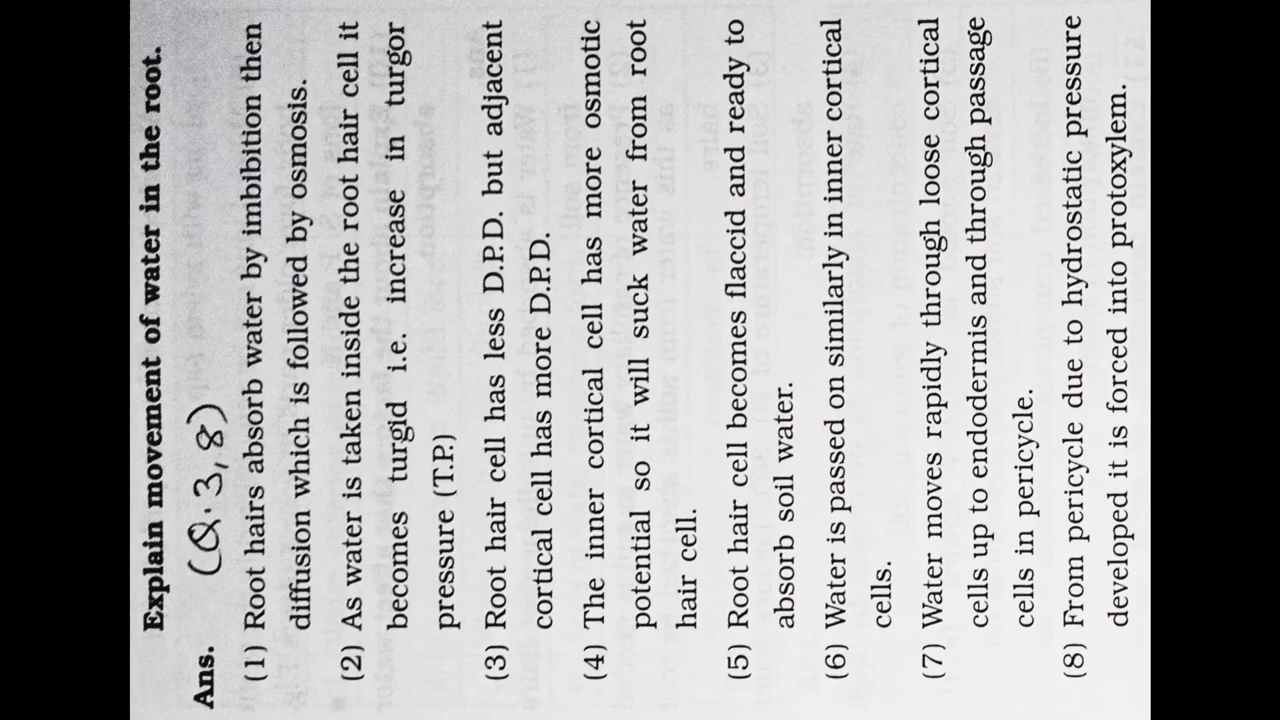 Explain movement of water in the root.
Ans. (Q.3,8)
(1) Root hairs absorb water by imbibition then
diffusion which is followed by osmosis.
(2) As water is taken inside the root hair cell it
becomes turgid i.e. increase in turgor
pressure (T.P.)
(3) Root hair cell has less D.P.D. but adjacent
cortical cell has more D.P.D.
(4) The inner cortical cell has more osmotic
potential so it will suck water from root
hair cell.
(5) Root hair cell becomes flaccid and ready to
absorb soil water.
(6) Water is passed on similarly in inner cortical
cells.
(7) Water moves rapidly through loose cortical
cells up to endodermis and through passage
cells in pericycle.
(8) From pericycle due to hydrostatic pressure
developed it is forced into protoxylem.